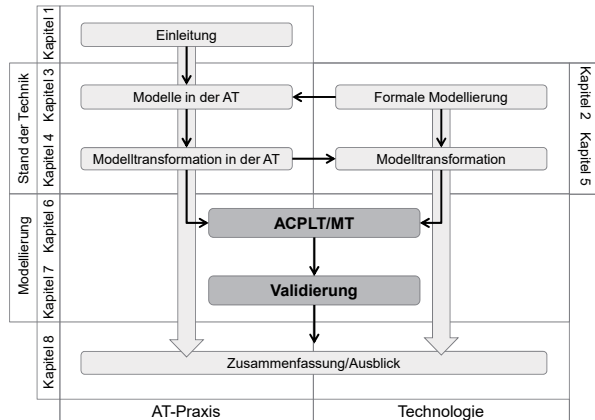 Kapitel 1
Einleitung
Stand der Technik
Kapitel 3
Modelle in der AT
Formale Modellierung
Kapitel 2
Kapitel 4
Modelltransformation in der AT
Modelltransformation
Kapitel 5
Modellierung
Kapitel 6
ACPLT/MT
Kapitel 7
Validierung
Kapitel 8
Zusammenfassung/Ausblick
AT-Praxis
Technologie